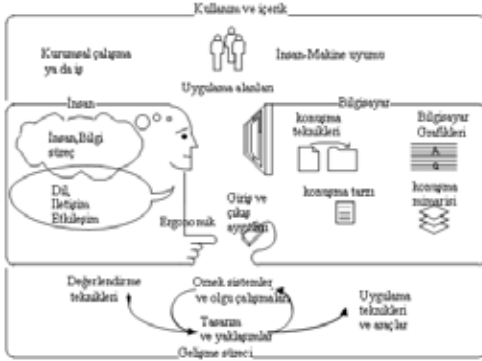 Kullanım ve içerik
Kurumsal çalışma
ya da iş
İnsan-Makine uyumu
Uygulama alanları
İnsan
Bilgisayar
İnsan,Bilgi
süreç
konuşma
teknikleri
Bilgisayar
Grafikleri
A
Dil,
İletişim
Etkileşim
Giriş ve
çıkış
aygıtları
konuşma tarzı
konuşma
mimarisi
Ergonomik
Değerlendirme
teknikleri
Ornek sistemler
ve olgu çalışmaları
Tasarım
ve yaklaşımlar
Uygulama
teknikleri
ve araçlar
Gelişme süreci